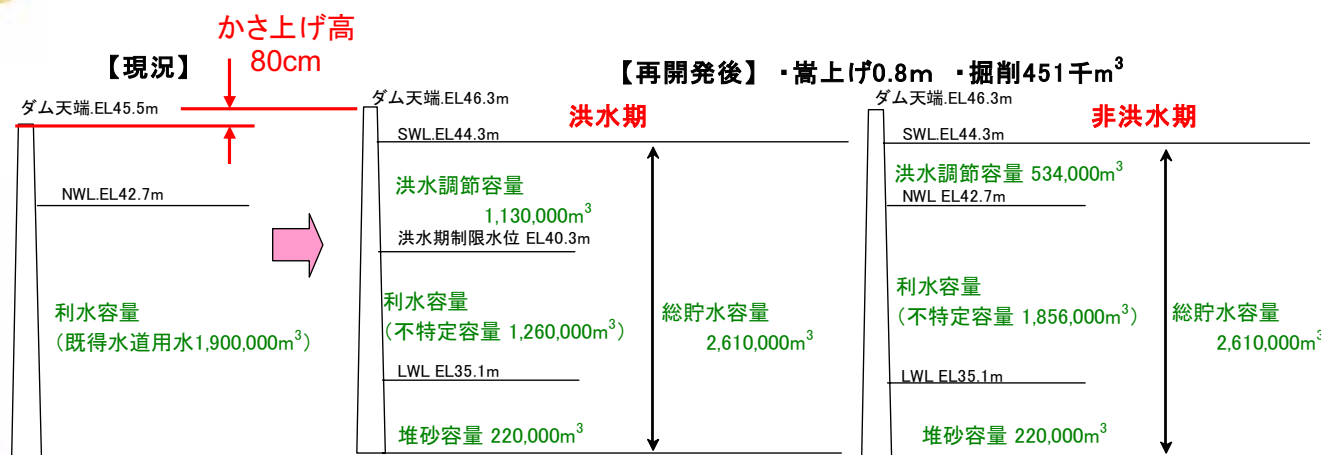 かさ上げ高
80cm
【現況】
ダム天端.EL45.5m
NWL.EL42.7m
利水容量
（既得水道用水1,900,000m³）
【再開発後】 ・嵩上げ0.8m ・掘削451千m³
ダム天端.EL46.3m
洪水期
SWL.EL44.3m
洪水調節容量
1,130,000m³
洪水期制限水位 EL40.3m
利水容量
（不特定容量 1,260,000m³）
総貯水容量
2,610,000m³
LWL EL35.1m
堆砂容量 220,000m³
ダム天端.EL46.3m
非洪水期
SWL.EL44.3m
洪水調節容量 534,000m³
NWL EL42.7m
利水容量
（不特定容量 1,856,000m³）
総貯水容量
2,610,000m³
LWL EL35.1m
堆砂容量 220,000m³